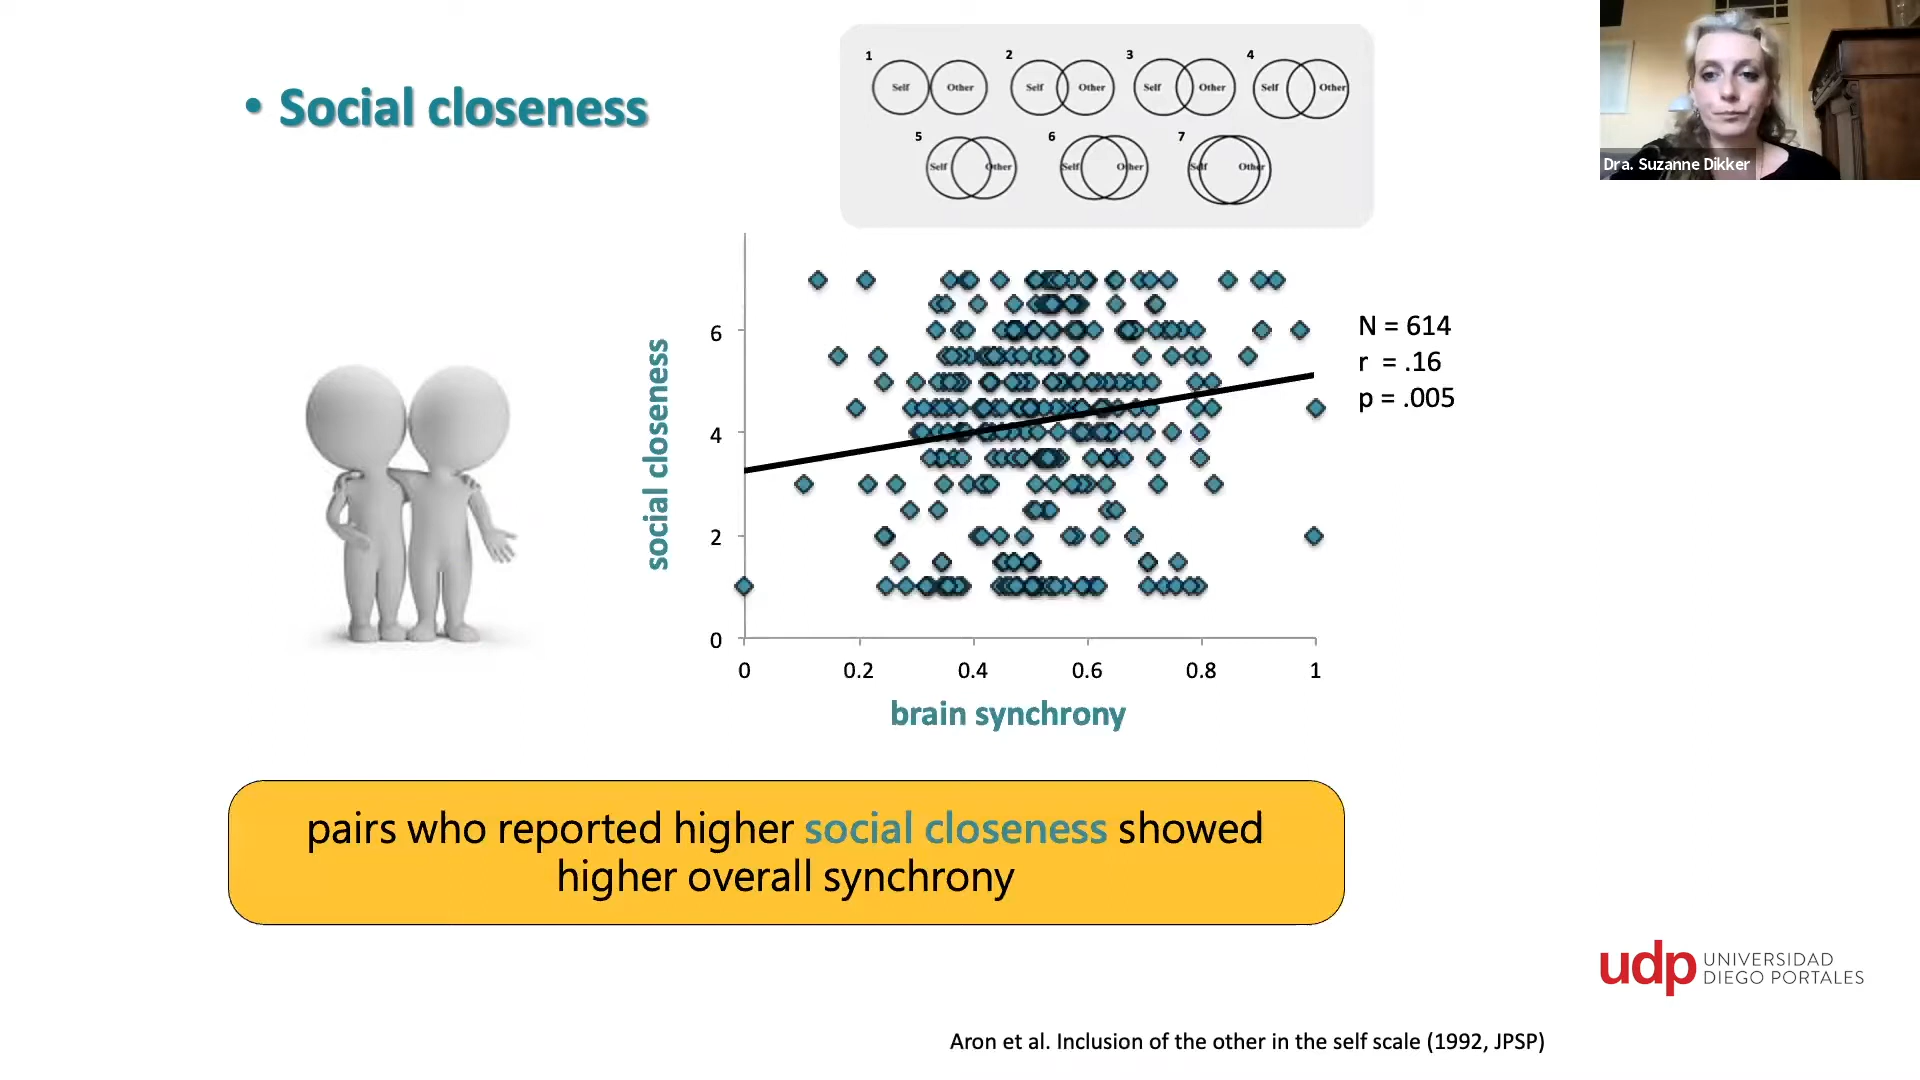 • Social closeness
1 2 3 4
Self Other Self Other Self Other Self Other
5 6 7
Self Other Self Other Self Other
Dra. Suzanne Dikker
social closeness
6
4
2
0
0 0.2 0.4 0.6 0.8 1
brain synchrony
N = 614
r = .16
p = .005
pairs who reported higher social closeness showed
higher overall synchrony
udp UNIVERSIDAD
DIEGO PORTALES
Aron et al. Inclusion of the other in the self scale (1992, JPSP)